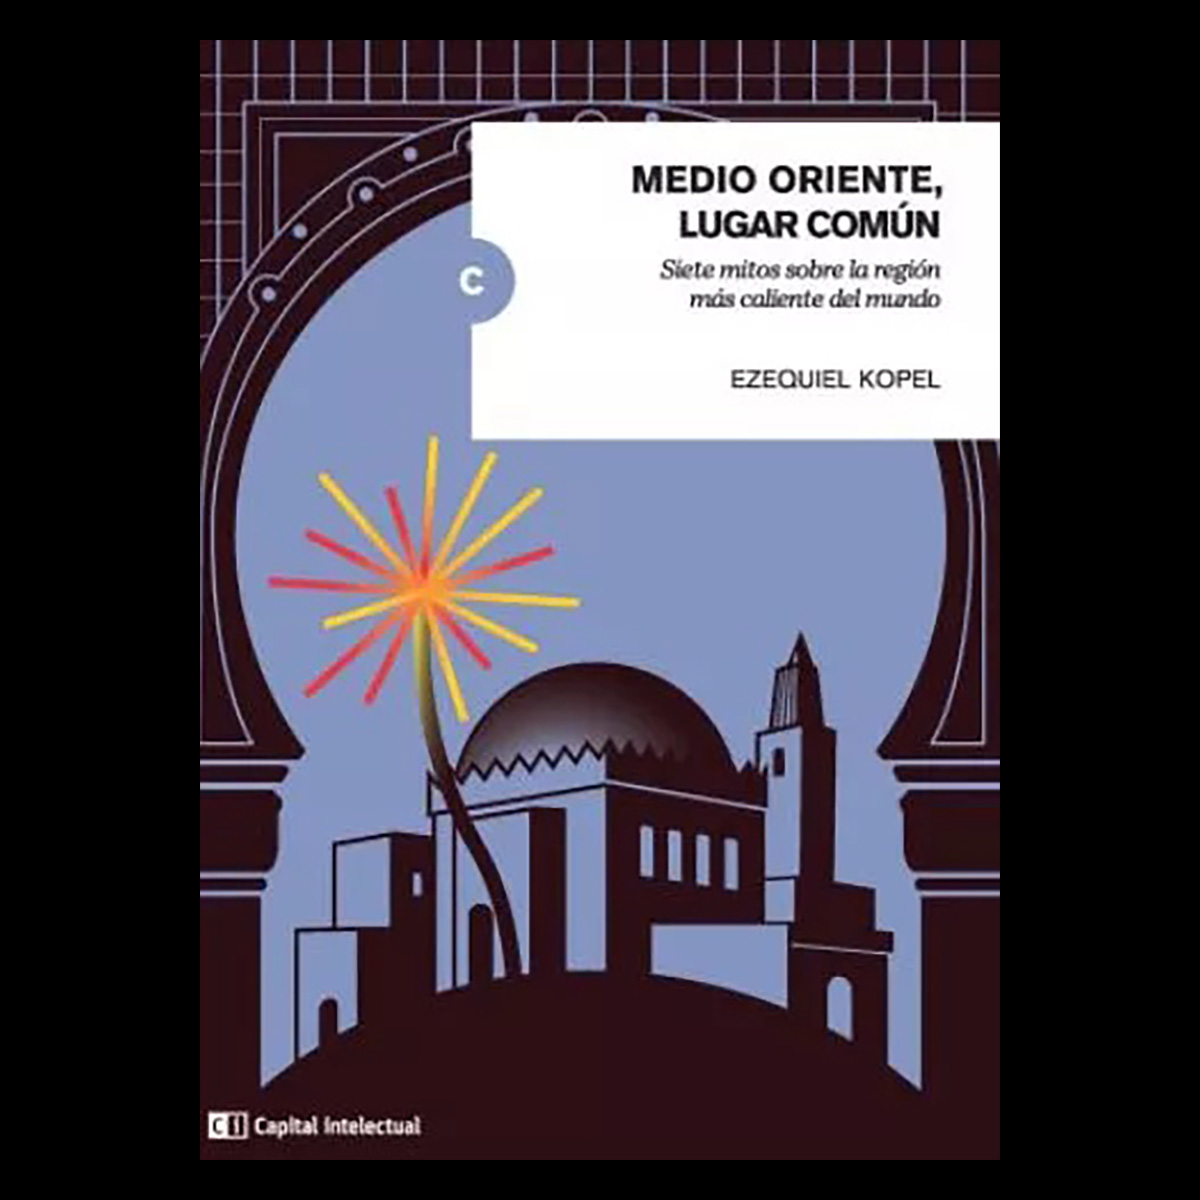 MEDIO ORIENTE,
LUGAR COMÚN
Siete mitos sobre la región
más caliente del mundo
C
EZEQUIEL KOPEL
CI Capital Intelectual